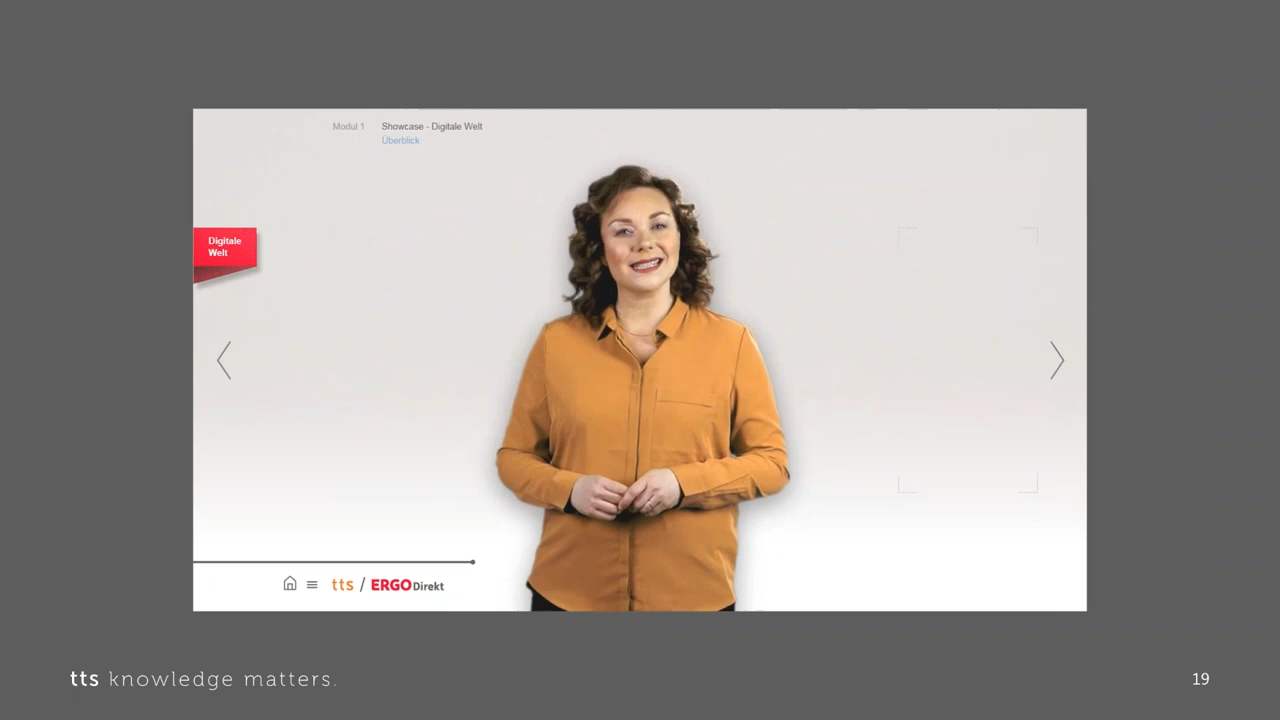 Modul 1 Showcase - Digitale Welt
Überblick
Digitale
Welt
tts / ERGO Direkt
tts knowledge matters.
19